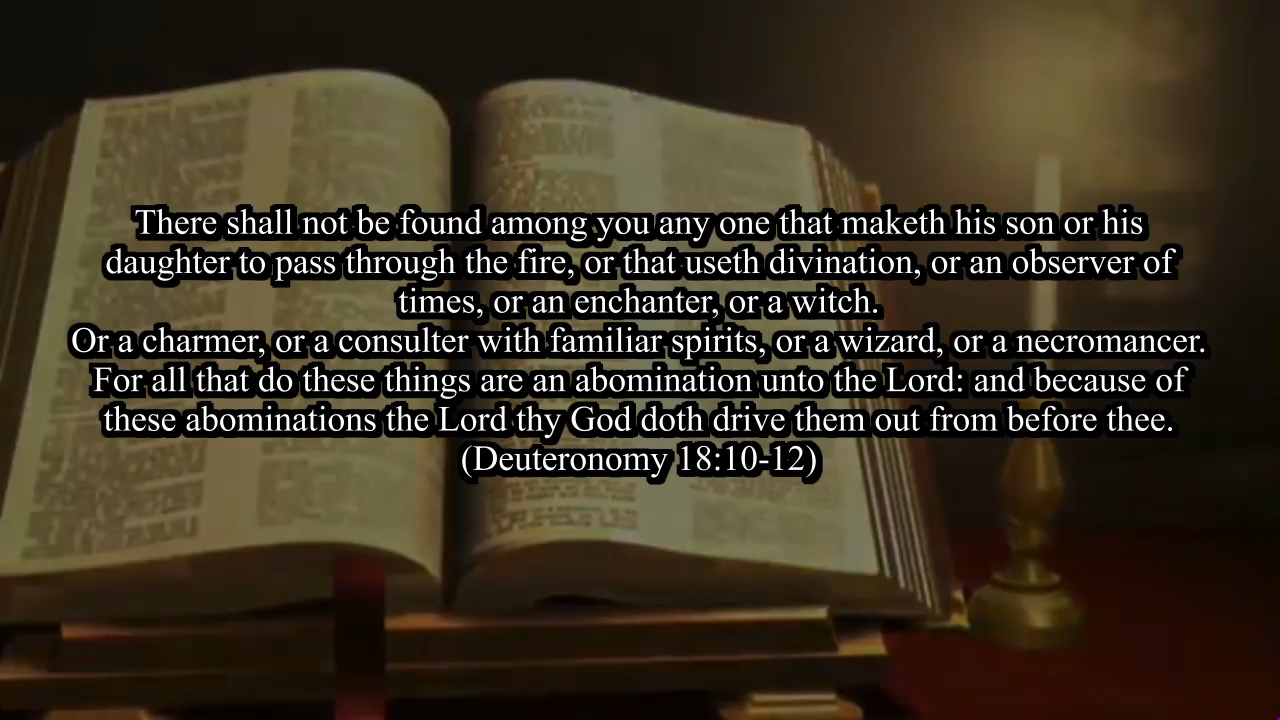 There shall not be found among you any one that maketh his son or his
daughter to pass through the fire, or that useth divination, or an observer of
times, or an enchanter, or a witch.
Or a charmer, or a consulter with familiar spirits, or a wizard, or a necromancer.
For all that do these things are an abomination unto the Lord: and because of
these abominations the Lord thy God doth drive them out from before thee.
(Deuteronomy 18:10-12)